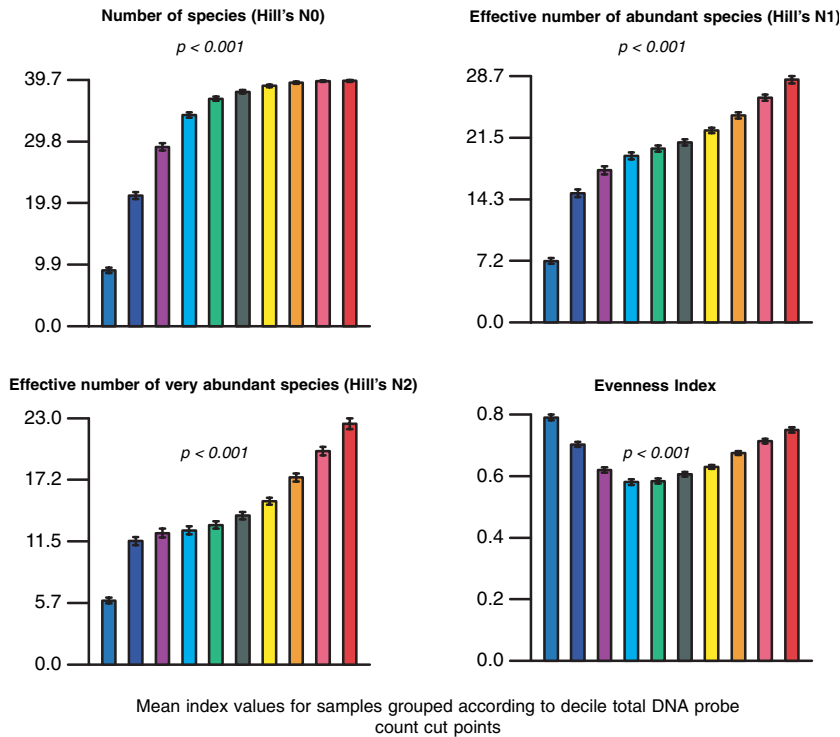 Number of species (Hill's N0)
p < 0.001
39.7
29.8
19.9
9.9
0.0
Effective number of abundant species (Hill's N1)
p < 0.001
28.7
21.5
14.3
7.2
0.0
Effective number of very abundant species (Hill's N2)
p < 0.001
23.0
17.2
11.5
5.7
0.0
Evenness Index
p < 0.001
0.8
0.6
0.4
0.2
0.0
Mean index values for samples grouped according to decile total DNA probe
count cut points